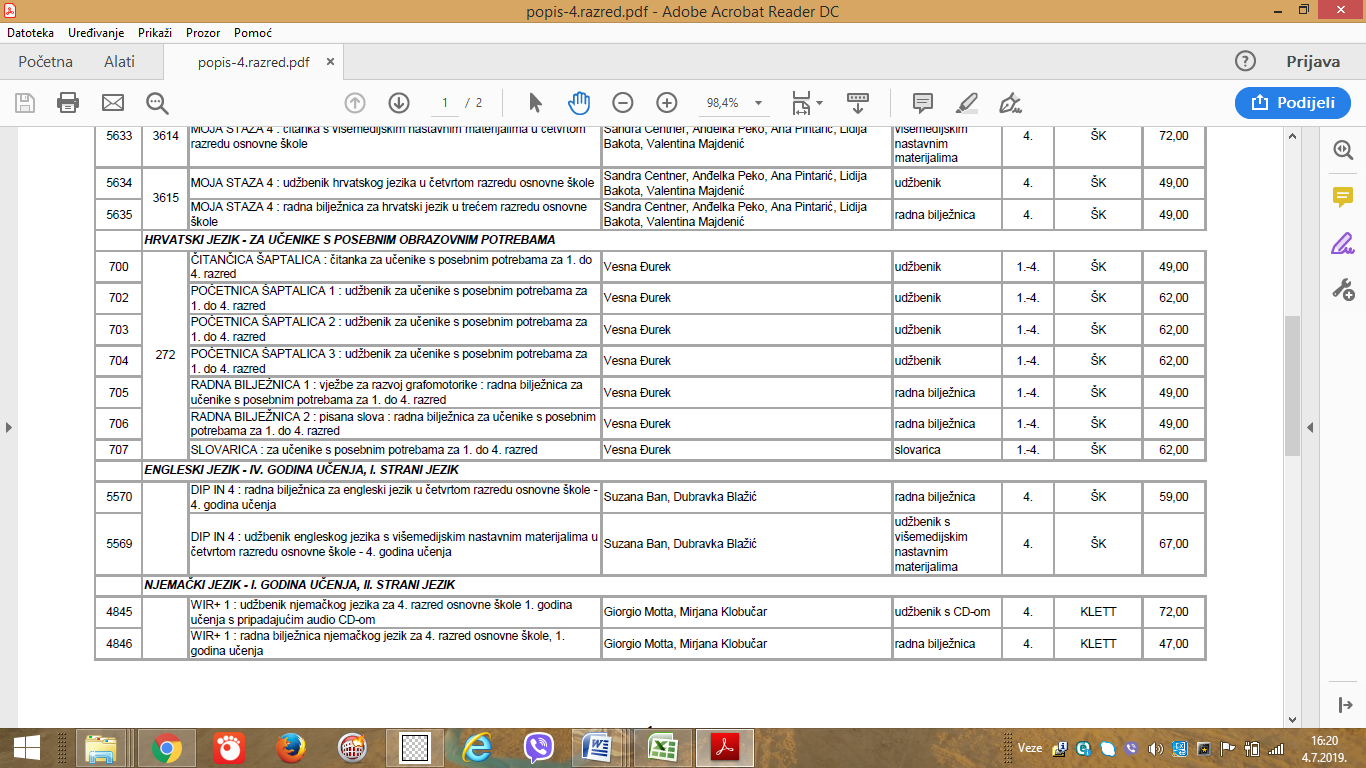 popis-4.razred.pdf - Adobe Acrobat Reader DC
Datoteka Uređivanje Prikaži Prozor Pomoć
Početna Alati popis-4.razred.pdf × Prijava
1 / 2 98,4% Podijeli
5633 3614 MOJA STAZA 4 : čitanka s višemedijskim nastavnim materijalima u četvrtom Sandra Centner, Anđelka Peko, Ana Pintarić, Lidija višemedijskim 4. ŠK 72,00
razredu osnovne škole Bakota, Valentina Majdenić nastavnim
materijalima
5634 3615 MOJA STAZA 4 : udžbenik hrvatskog jezika u četvrtom razredu osnovne škole Sandra Centner, Anđelka Peko, Ana Pintarić, Lidija udžbenik 4. ŠK 49,00
Bakota, Valentina Majdenić
5635 MOJA STAZA 4 : radna bilježnica za hrvatski jezik u trećem razredu osnovne Sandra Centner, Anđelka Peko, Ana Pintarić, Lidija radna bilježnica 4. ŠK 49,00
škole Bakota, Valentina Majdenić
HRVATSKI JEZIK - ZA UČENIKE S POSEBNIM OBRAZOVNIM POTREBAMA
700 272 ČITANČICA ŠAPTALICA : čitanka za učenike s posebnim potrebama za 1. do Vesna Đurek udžbenik 1.-4. ŠK 49,00
4. razred
702 POČETNICA ŠAPTALICA 1 : udžbenik za učenike s posebnim potrebama za Vesna Đurek udžbenik 1.-4. ŠK 62,00
1. do 4. razred
703 POČETNICA ŠAPTALICA 2 : udžbenik za učenike s posebnim potrebama za Vesna Đurek udžbenik 1.-4. ŠK 62,00
1. do 4. razred
704 POČETNICA ŠAPTALICA 3 : udžbenik za učenike s posebnim potrebama za Vesna Đurek udžbenik 1.-4. ŠK 62,00
1. do 4. razred
705 RADNA BILJEŽNICA 1 : vježbe za razvoj grafomotorike : radna bilježnica za Vesna Đurek radna bilježnica 1.-4. ŠK 49,00
učenike s posebnim potrebama za 1. do 4. razred
706 RADNA BILJEŽNICA 2 : pisana slova : radna bilježnica za učenike s posebnim Vesna Đurek radna bilježnica 1.-4. ŠK 49,00
potrebama za 1. do 4. razred
707 SLOVARICA : za učenike s posebnim potrebama za 1. do 4. razred Vesna Đurek slovarica 1.-4. ŠK 62,00
ENGLESKI JEZIK - IV. GODINA UČENJA, I. STRANI JEZIK
5570 DIP IN 4 : radna bilježnica za engleski jezik u četvrtom razredu osnovne škole - Suzana Ban, Dubravka Blažić radna bilježnica 4. ŠK 59,00
4. godina učenja
5569 DIP IN 4 : udžbenik engleskog jezika s višemedijskim nastavnim materijalima u Suzana Ban, Dubravka Blažić udžbenik s 4. ŠK 67,00
četvrtom razredu osnovne škole - 4. godina učenja višemedijskim
nastavnim
materijalima
NJEMAČKI JEZIK - I. GODINA UČENJA, II. STRANI JEZIK
4845 WIR+ 1 : udžbenik njemačkog jezika za 4. razred osnovne škole 1. godina Giorgio Motta, Mirjana Klobučar udžbenik s CD-om 4. KLETT 72,00
učenja s pripadajućim audio CD-om
4846 WIR+ 1 : radna bilježnica njemačkog jezik za 4. razred osnovne škole, 1. Giorgio Motta, Mirjana Klobučar radna bilježnica 4. KLETT 47,00
godina učenja
Veze 16:20
4.7.2019.